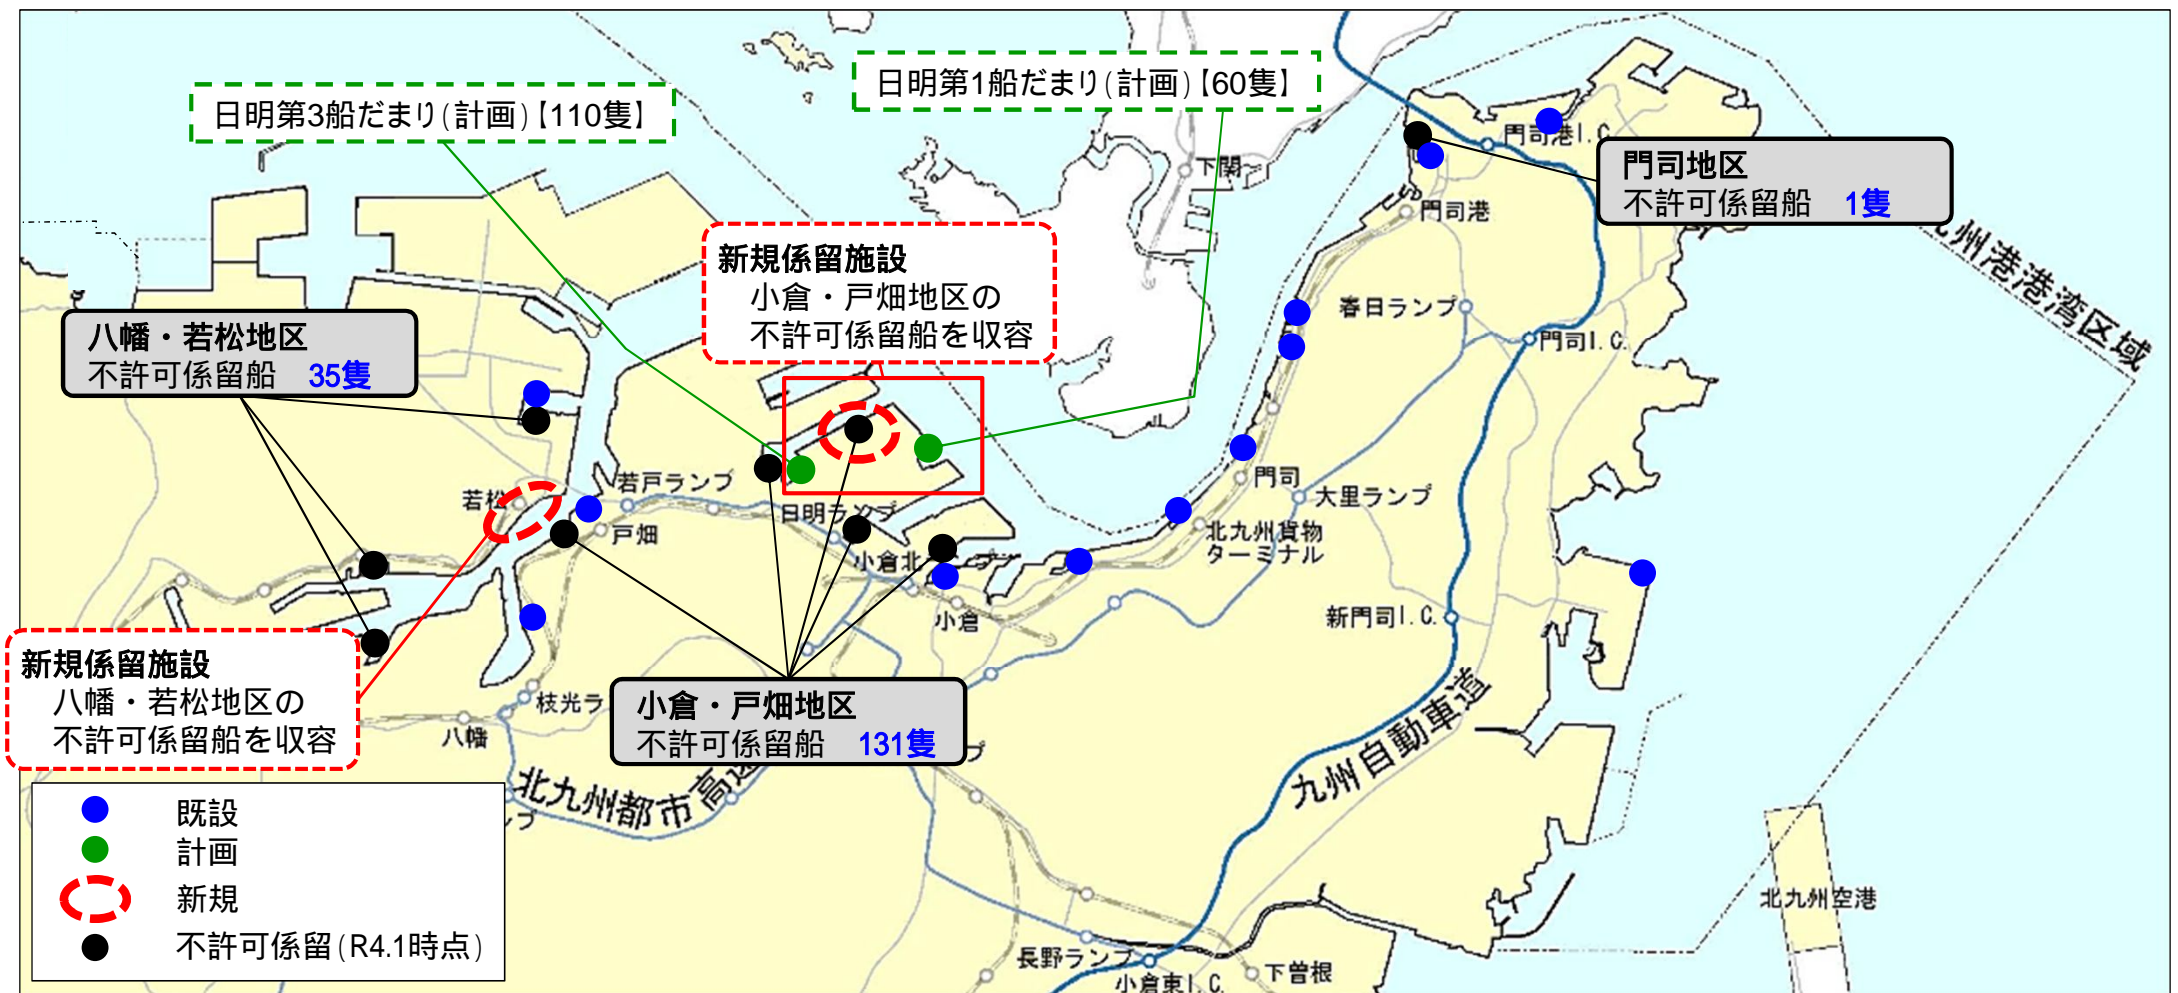 日明第3船だまり(計画)【110隻】
日明第1船だまり(計画)【60隻】
下関
門司港I.C.
門司地区
不許可係留船 1隻
門司港
九州港港湾区域
新規係留施設
小倉・戸畑地区の
不許可係留船を収容
春日ランプ
門司I.C.
八幡・若松地区
不許可係留船 35隻
若松
若戸ランプ
戸畑
日明ランプ
小倉北
小倉
門司
大里ランプ
北九州貨物
ターミナル
新門司I.C.
新規係留施設
八幡・若松地区の
不許可係留船を収容
枝光ラ
八幡
小倉・戸畑地区
不許可係留船 131隻
プ
北九州都市高速
九州自動車道
既設
計画
新規
不許可係留(R4.1時点)
ンプ
北九州空港
長野ランプ
小倉東I.C.
下曽根